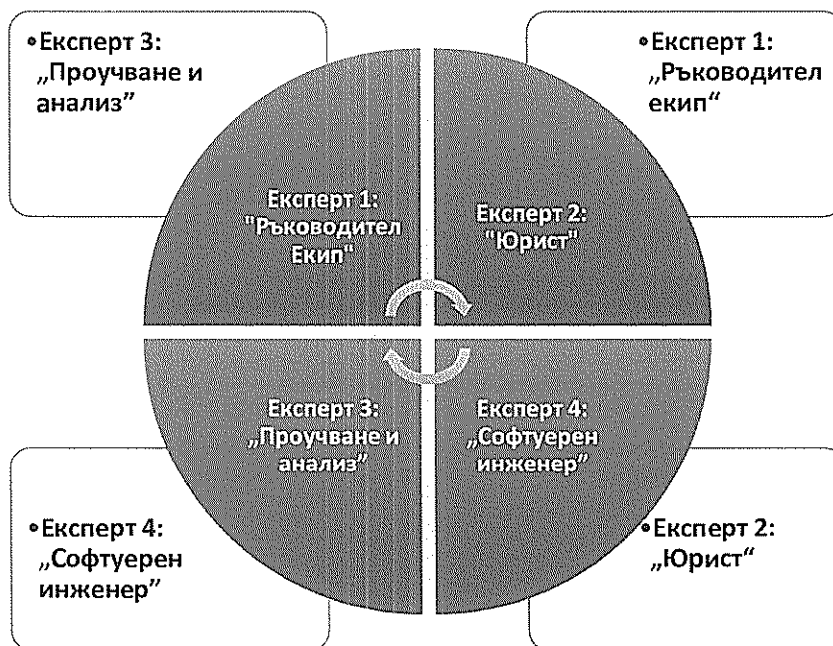 •Експерт 3:
„Проучване и
анализ”
•Експерт 1:
„Ръководител
екип“
Експерт 1:
"Ръководител
Екип"
Експерт 2:
"Юрист"
Експерт 3:
„Проучване и
анализ”
Експерт 4:
„Софтуерен
инженер”
•Експерт 4:
„Софтуерен
инженер”
•Експерт 2:
„Юрист“